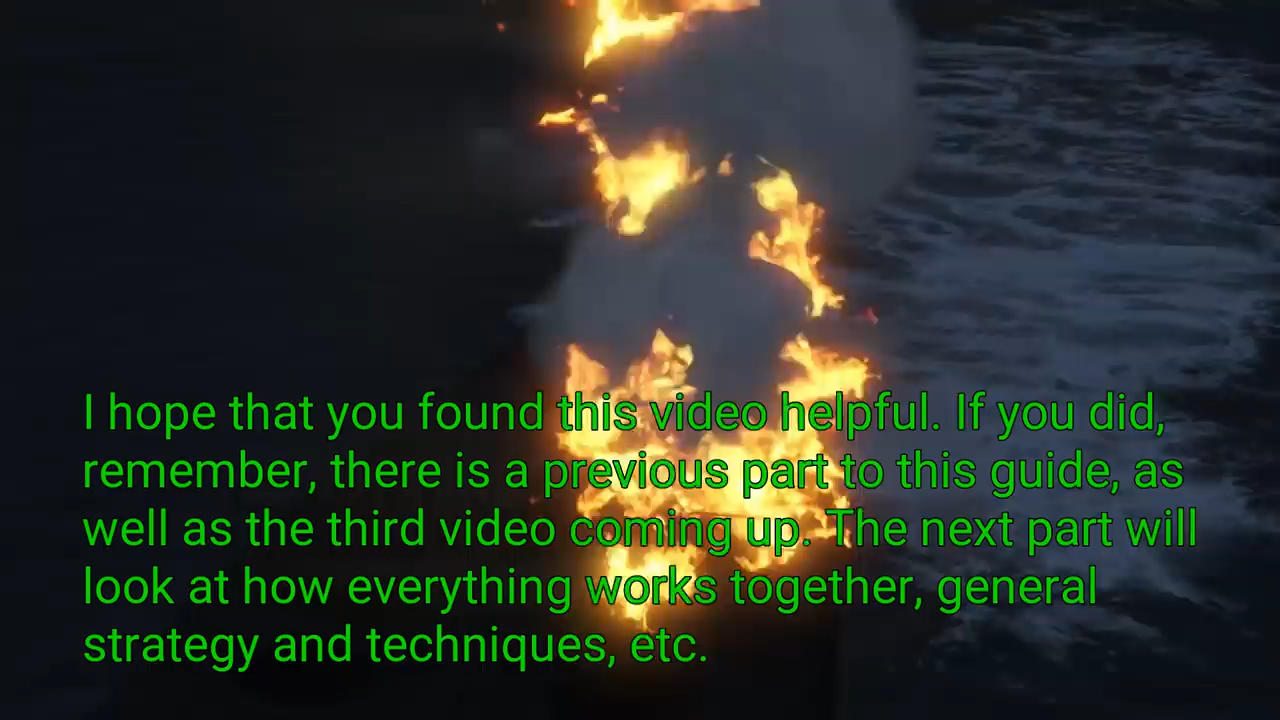 I hope that you found this video helpful. If you did,
remember, there is a previous part to this guide, as
well as the third video coming up. The next part will
look at how everything works together, general
strategy and techniques, etc.